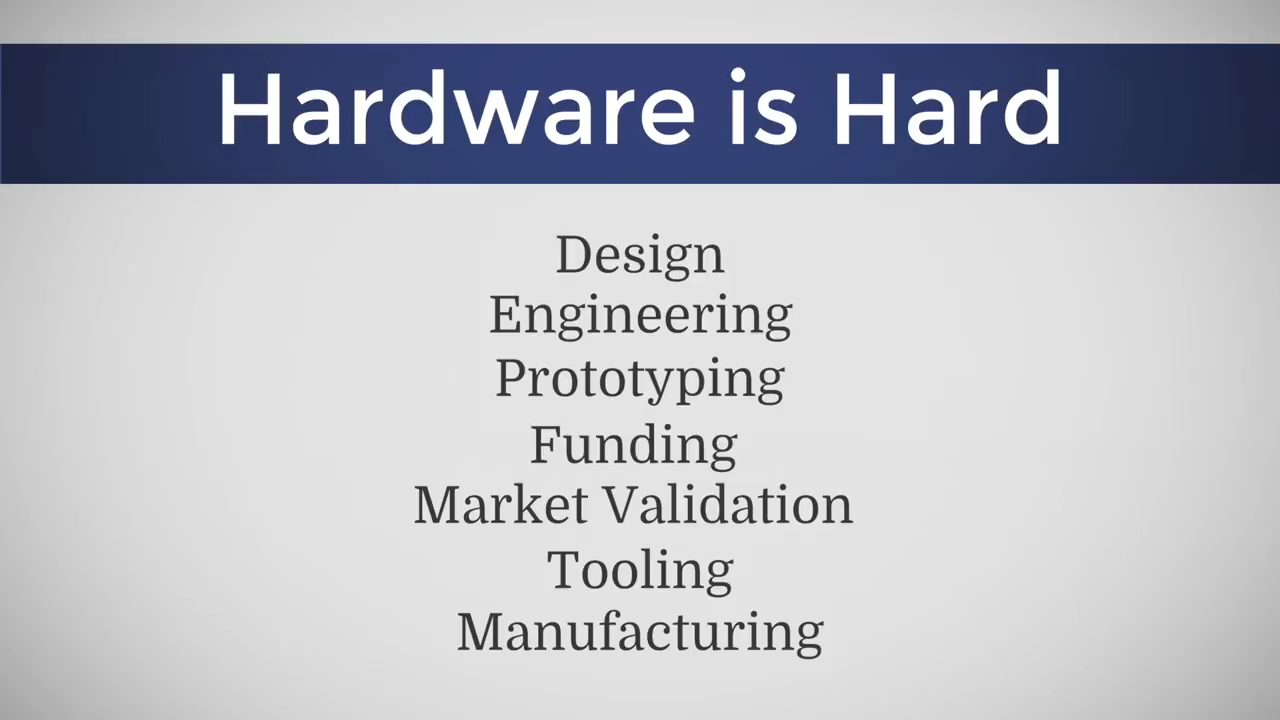 Hardware is Hard
Design
Engineering
Prototyping
Funding
Market Validation
Tooling
Manufacturing